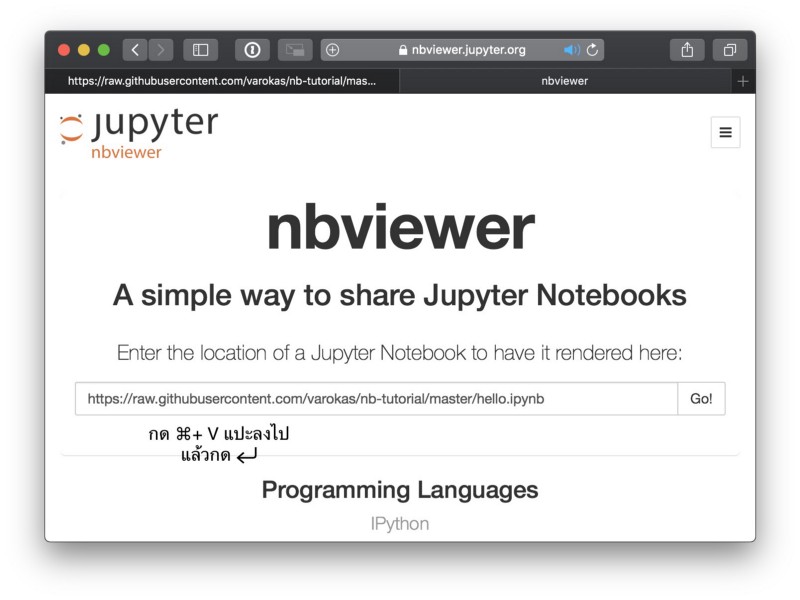 nbviewer.jupyter.org
https://raw.githubusercontent.com/varokas/nb-tutorial/mas...
nbviewer
jupyter
nbviewer
nbviewer
A simple way to share Jupyter Notebooks
Enter the location of a Jupyter Notebook to have it rendered here:
https://raw.githubusercontent.com/varokas/nb-tutorial/master/hello.ipynb
Go!
กด ⌘+ V แปะลงไป
แล้วกด ↵
Programming Languages
IPython